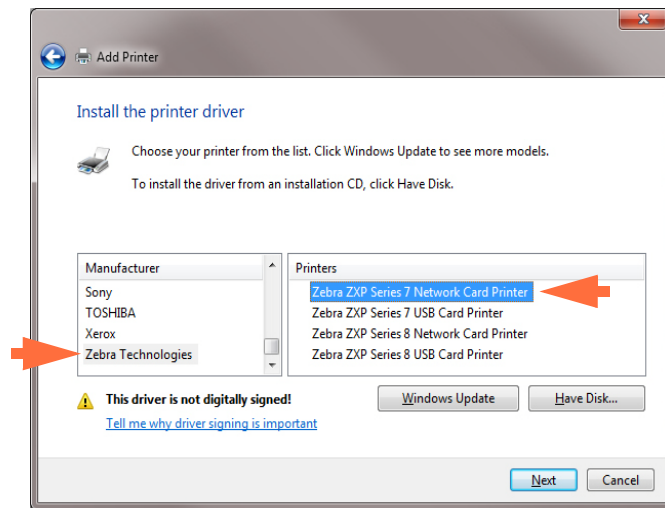 Add Printer
Install the printer driver
Choose your printer from the list. Click Windows Update to see more models.
To install the driver from an installation CD, click Have Disk.
Manufacturer
Sony
TOSHIBA
Xerox
Zebra Technologies
Printers
Zebra ZXP Series 7 Network Card Printer
Zebra ZXP Series 7 USB Card Printer
Zebra ZXP Series 8 Network Card Printer
Zebra ZXP Series 8 USB Card Printer
This driver is not digitally signed!
Tell me why driver signing is important
Windows Update
Have Disk...
Next
Cancel